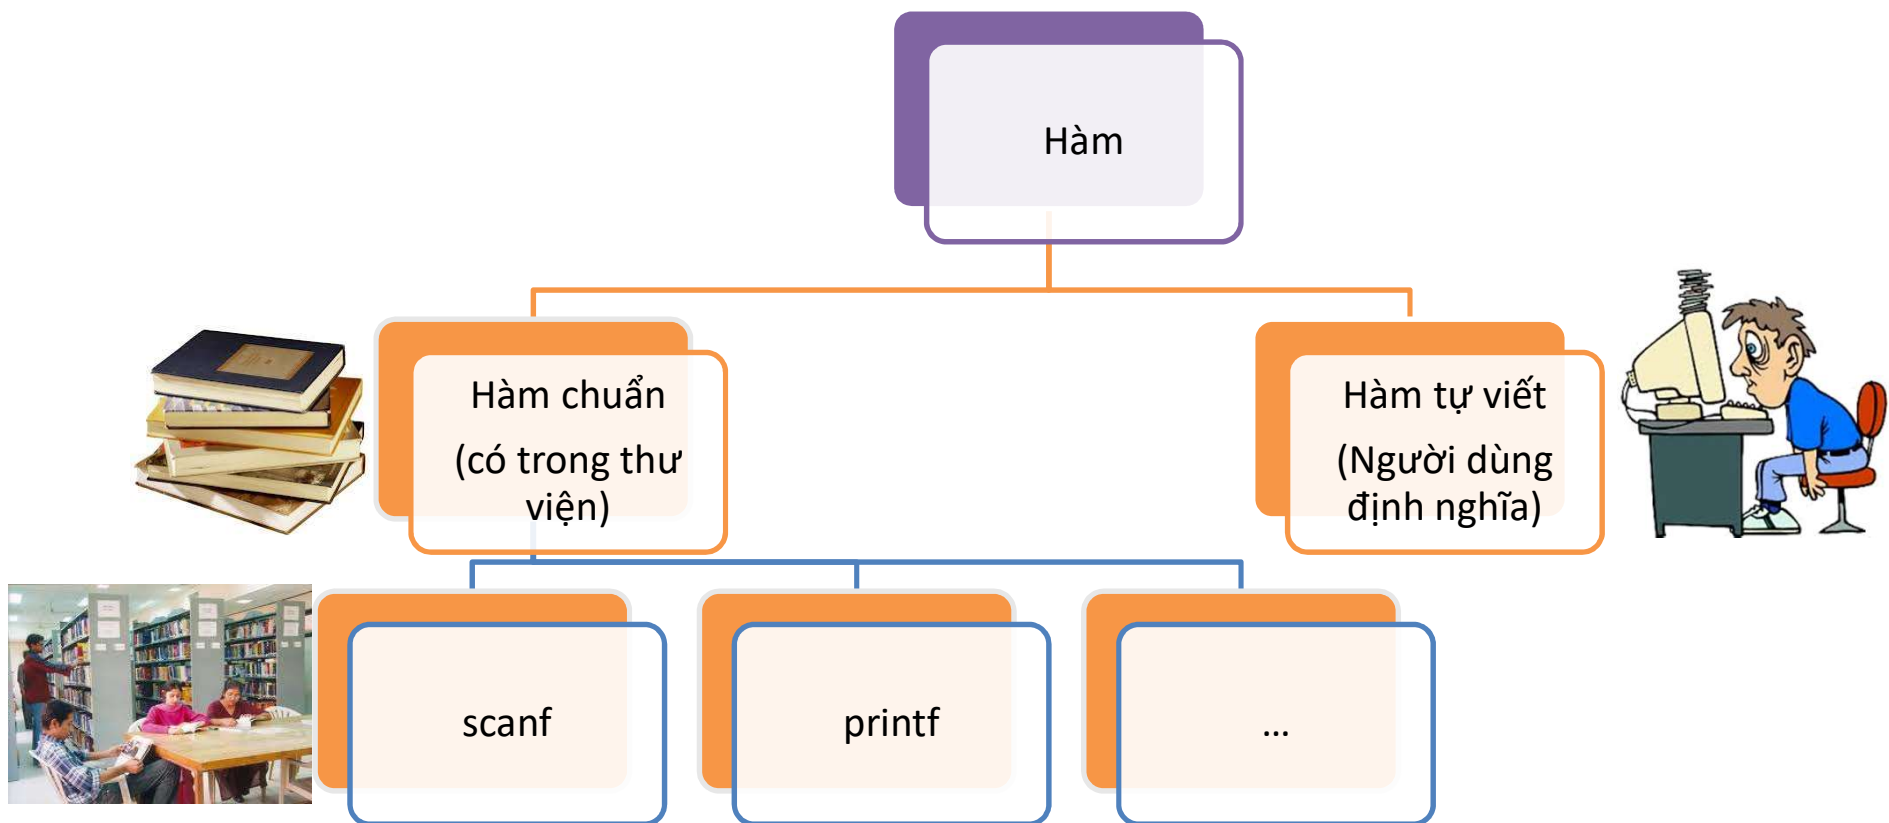 Hàm
Hàm chuẩn
(có trong thư
viện)
Hàm tự viết
(Người dùng
định nghĩa)
scanf
printf
...